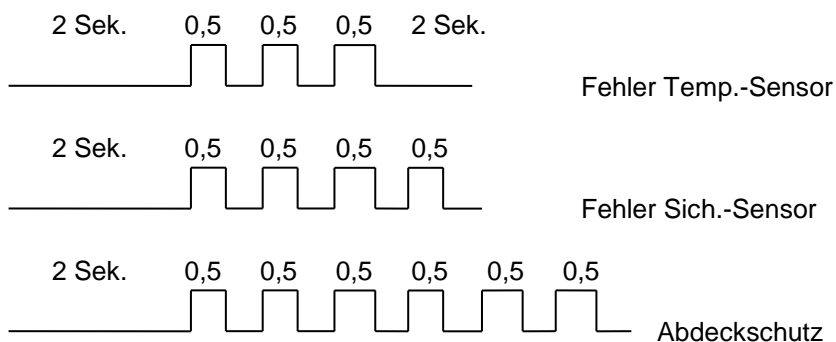 2 Sek. 0,5 0,5 0,5 2 Sek.
Fehler Temp.-Sensor
2 Sek. 0,5 0,5 0,5 0,5
Fehler Sich.-Sensor
2 Sek. 0,5 0,5 0,5 0,5 0,5 0,5
Abdeckschutz